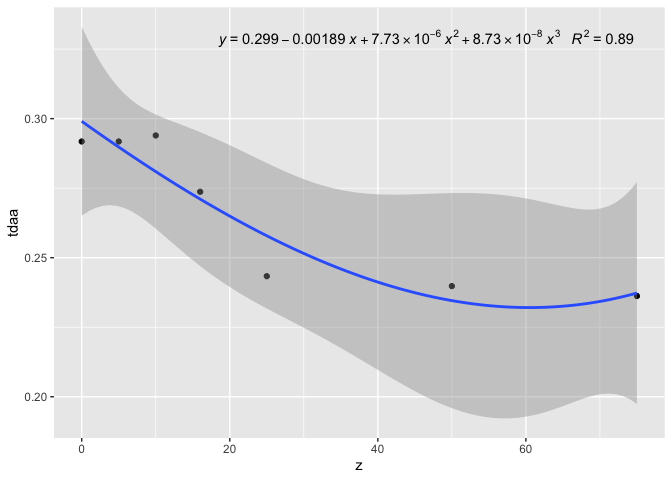 y = 0.299 – 0.00189 x + 7.73 × 10⁻⁶ x² + 8.73 × 10⁻⁸ x³ R² = 0.89
0.30
0.25
0.20
tdaa
0 20 40 60
z